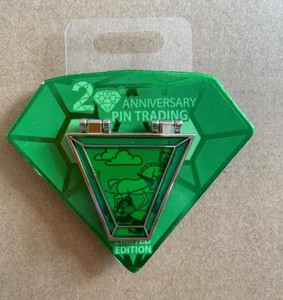 20 ANNIVERSARY
PIN TRADING
LIMITED
EDITION